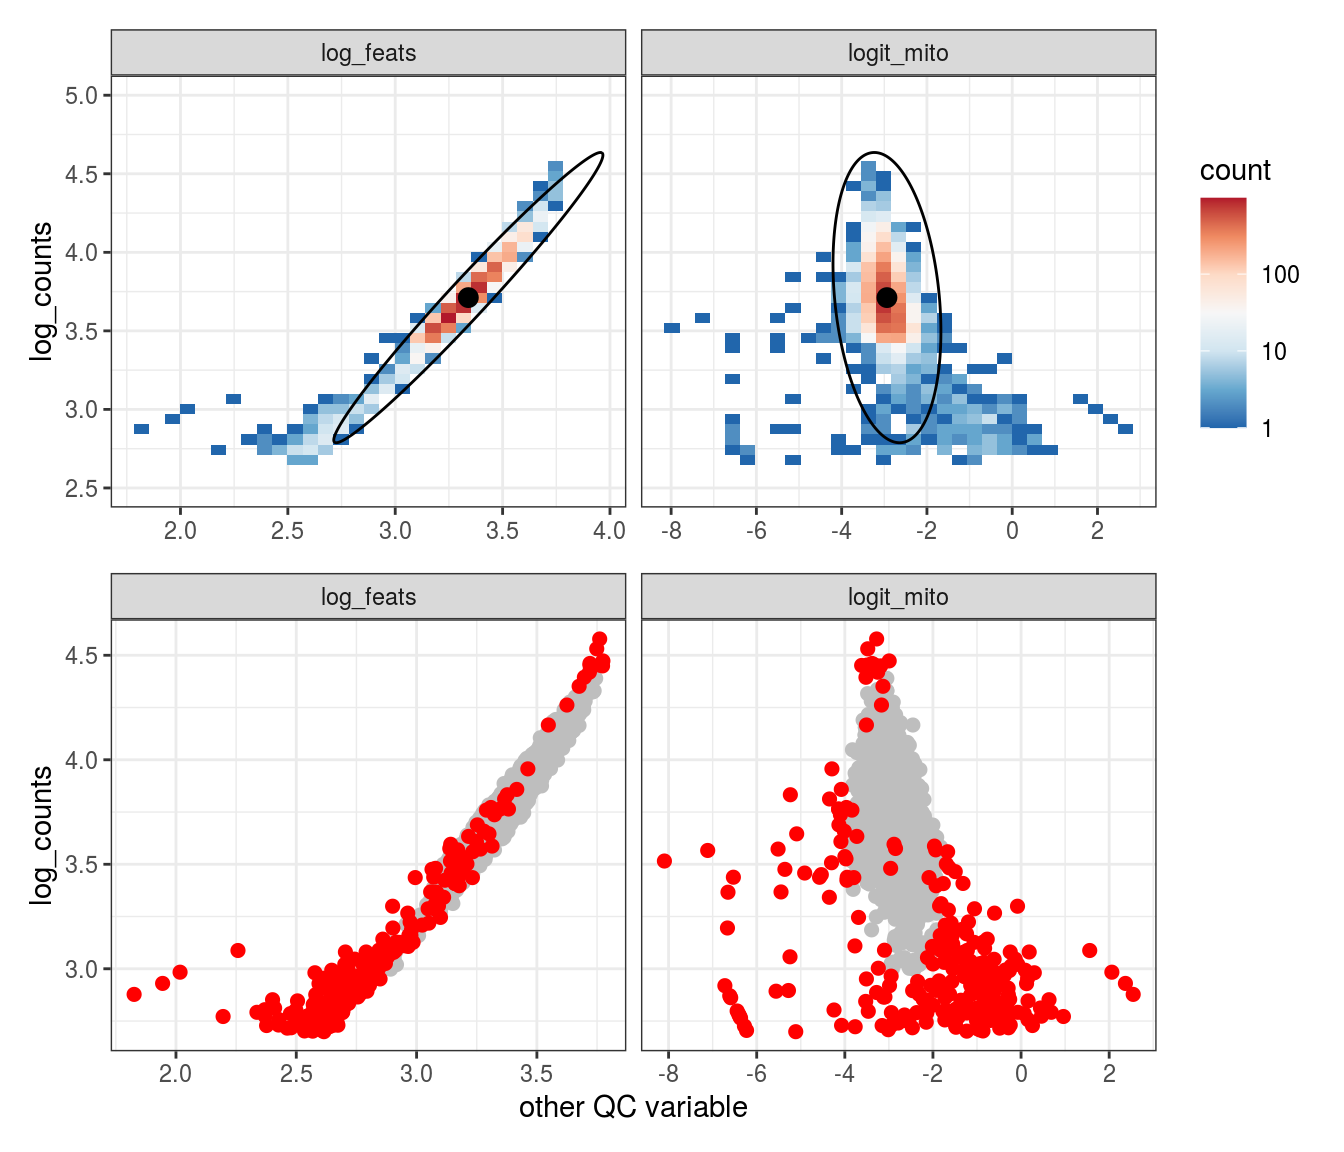 log_feats
logit_mito
log_counts
5.0
4.5
4.0
3.5
3.0
2.5
2.0 2.5 3.0 3.5 4.0
-8 -6 -4 -2 0 2
count
100
10
1
log_feats
logit_mito
log_counts
4.5
4.0
3.5
3.0
2.0 2.5 3.0 3.5
-8 -6 -4 -2 0 2
other QC variable